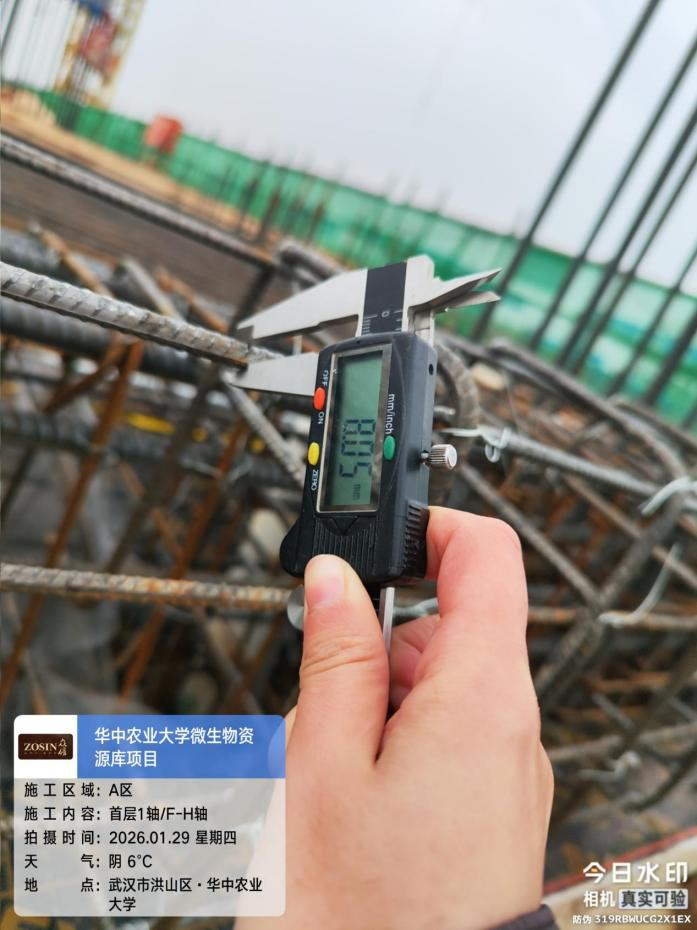 OFF
ON
ZERO
mm/inch
8.05 mm
ZOSIN
华中农业大学微生物资
源库项目
施工区域：A区
施工内容：首层1轴/F-H轴
拍摄时间：2026.01.29 星期四
天气：阴 6℃
地点：武汉市洪山区·华中农业
大学
今日水印
相机 真实可验
防伪 319RBWUCG2X1EX